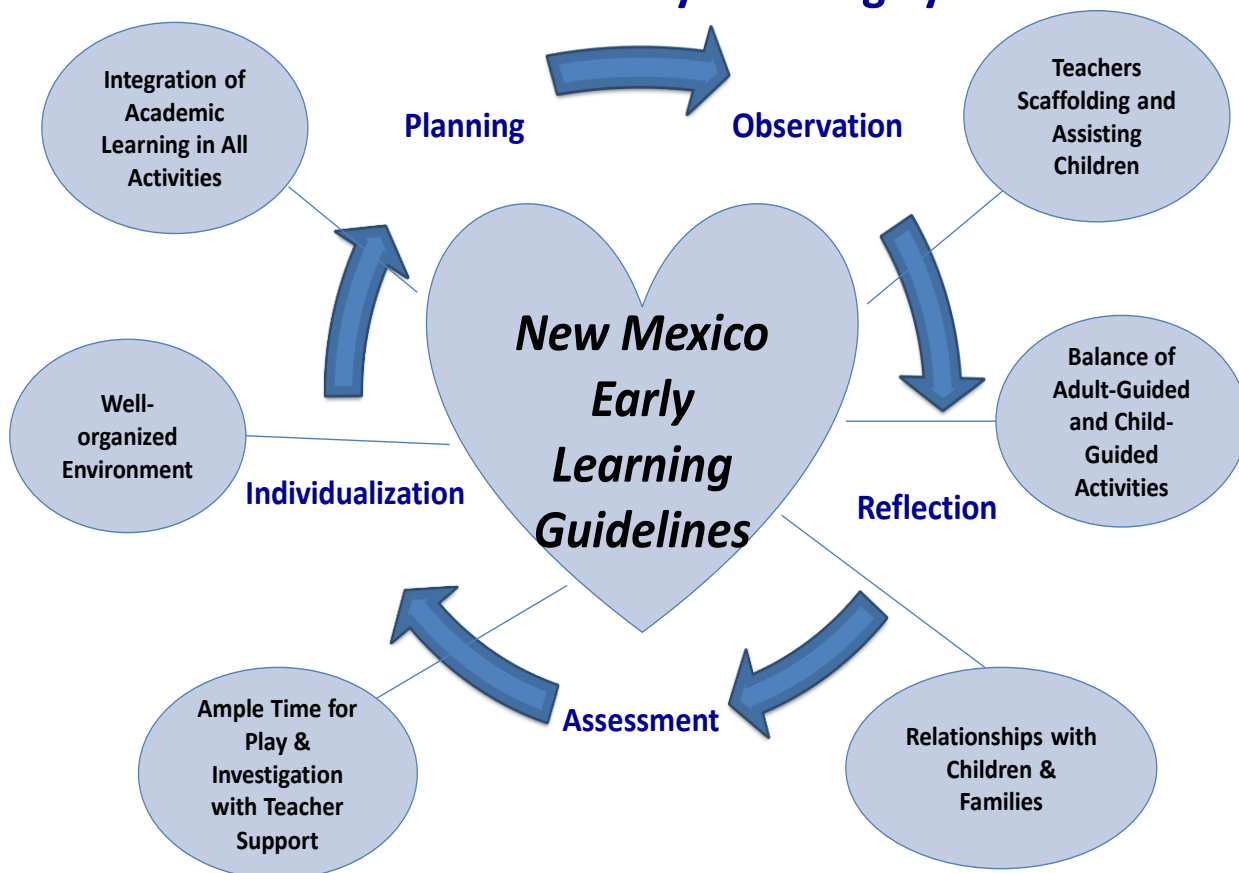 Integration of
Academic
Learning in All
Activities
Planning
Observation
Teachers
Scaffolding and
Assisting
Children
New Mexico
Early
Learning
Guidelines
Well-
organized
Environment
Individualization
Balance of
Adult-Guided
and Child-
Guided
Activities
Reflection
Ample Time for
Play &
Investigation
with Teacher
Support
Assessment
Relationships with
Children &
Families